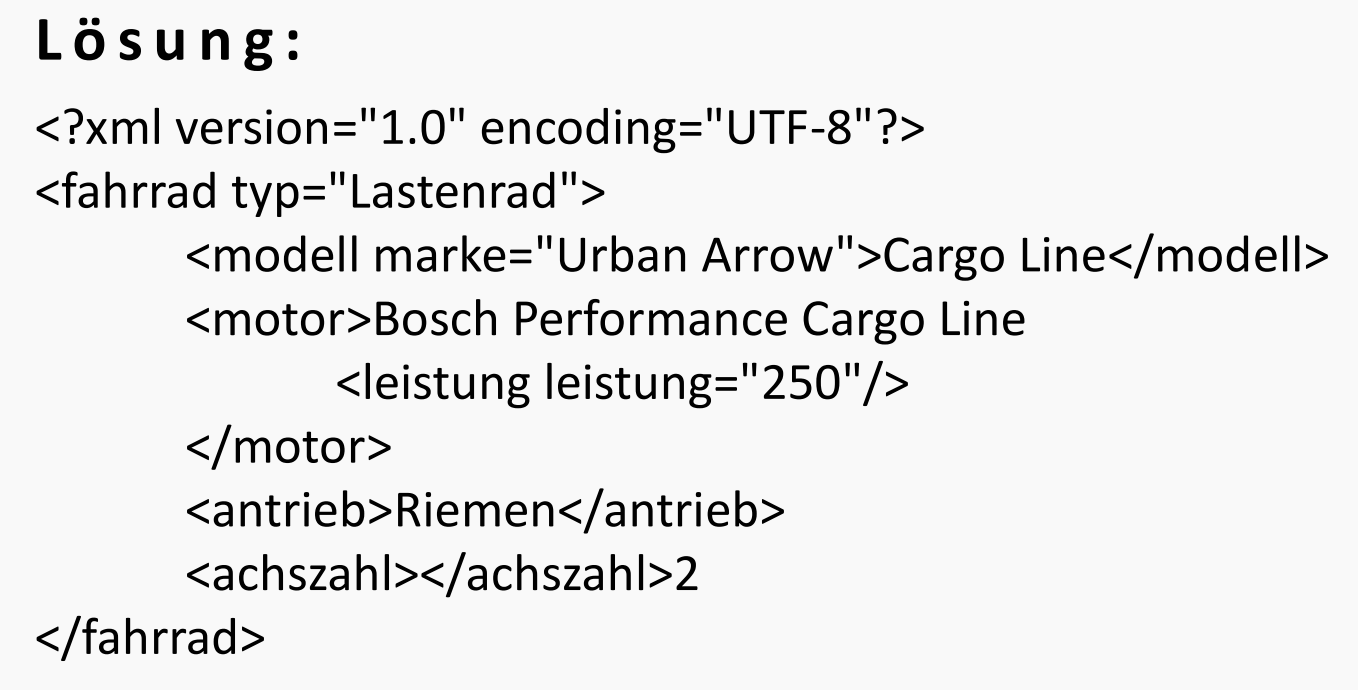 Lösung:
<?xml version="1.0" encoding="UTF-8"?>
<fahrrad typ="Lastenrad">
<modell marke="Urban Arrow">Cargo Line</modell>
<motor>Bosch Performance Cargo Line
<leistung leistung="250"/>
</motor>
<antrieb>Riemen</antrieb>
<achszahl></achszahl>2
</fahrrad>